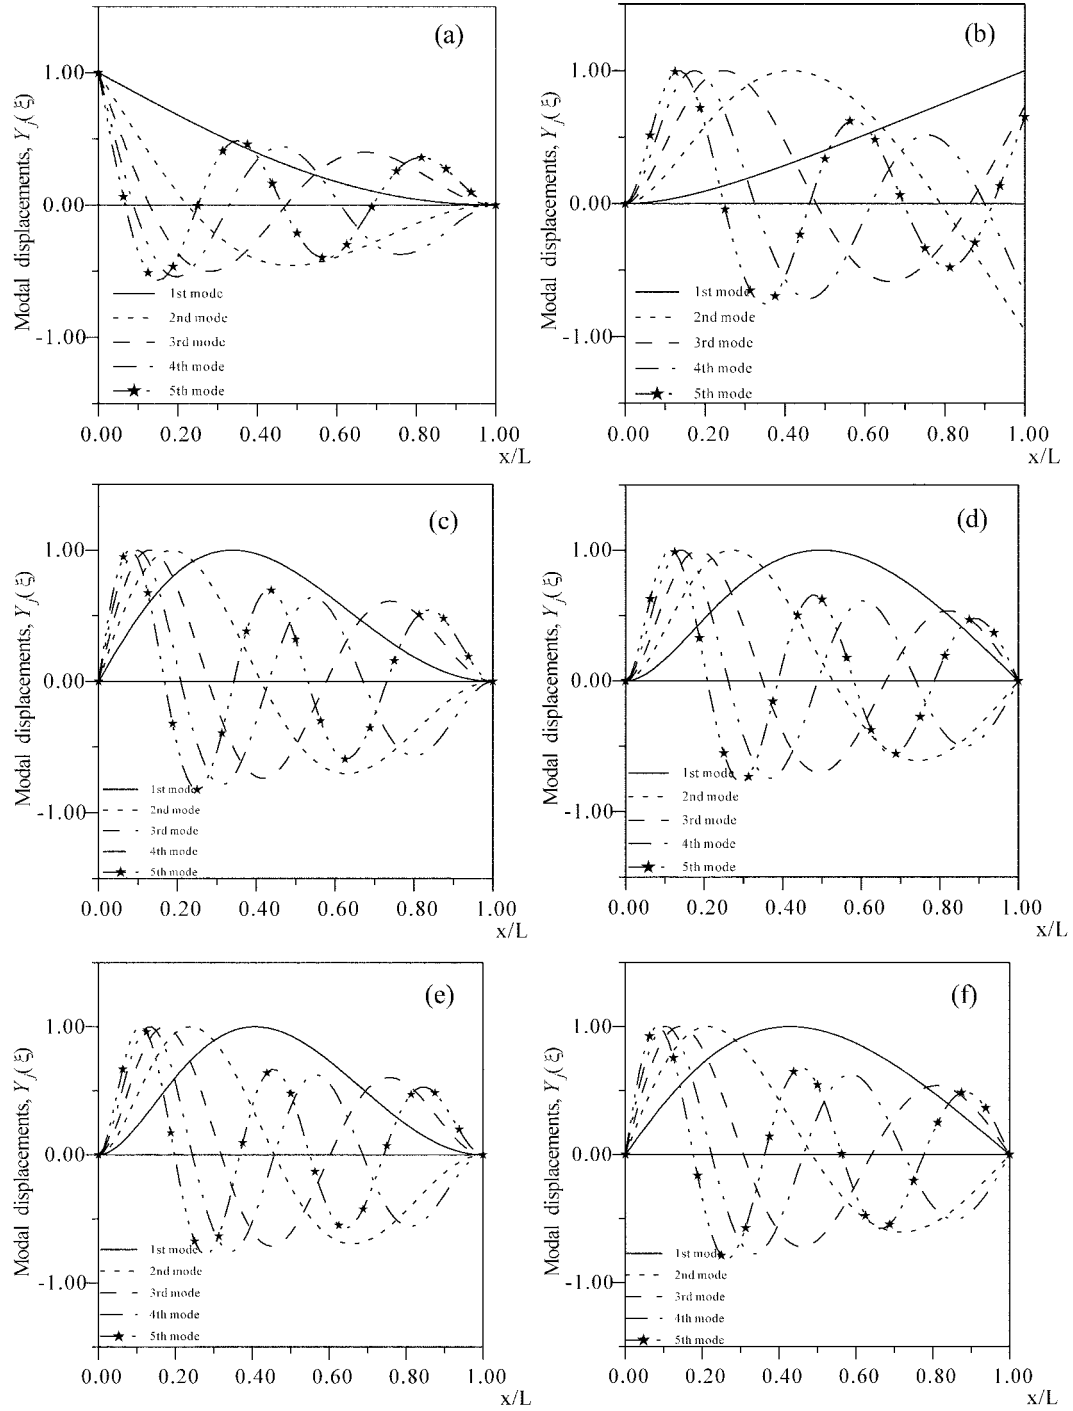 (a)
Modal displacements, Y_j(ξ)
1.00
0.00
-1.00
1st mode
2nd mode
3rd mode
4th mode
5th mode
0.00 0.20 0.40 0.60 0.80 1.00
x/L
(b)
Modal displacements, Y_j(ξ)
1.00
0.00
-1.00
1st mode
2nd mode
3rd mode
4th mode
5th mode
0.00 0.20 0.40 0.60 0.80 1.00
x/L
(c)
Modal displacements, Y_j(ξ)
1.00
0.00
-1.00
1st mode
2nd mode
3rd mode
4th mode
5th mode
0.00 0.20 0.40 0.60 0.80 1.00
x/L
(d)
Modal displacements, Y_j(ξ)
1.00
0.00
-1.00
1st mode
2nd mode
3rd mode
4th mode
5th mode
0.00 0.20 0.40 0.60 0.80 1.00
x/L
(e)
Modal displacements, Y_j(ξ)
1.00
0.00
-1.00
1st mode
2nd mode
3rd mode
4th mode
5th mode
0.00 0.20 0.40 0.60 0.80 1.00
x/L
(f)
Modal displacements, Y_j(ξ)
1.00
0.00
-1.00
1st mode
2nd mode
3rd mode
4th mode
5th mode
0.00 0.20 0.40 0.60 0.80 1.00
x/L